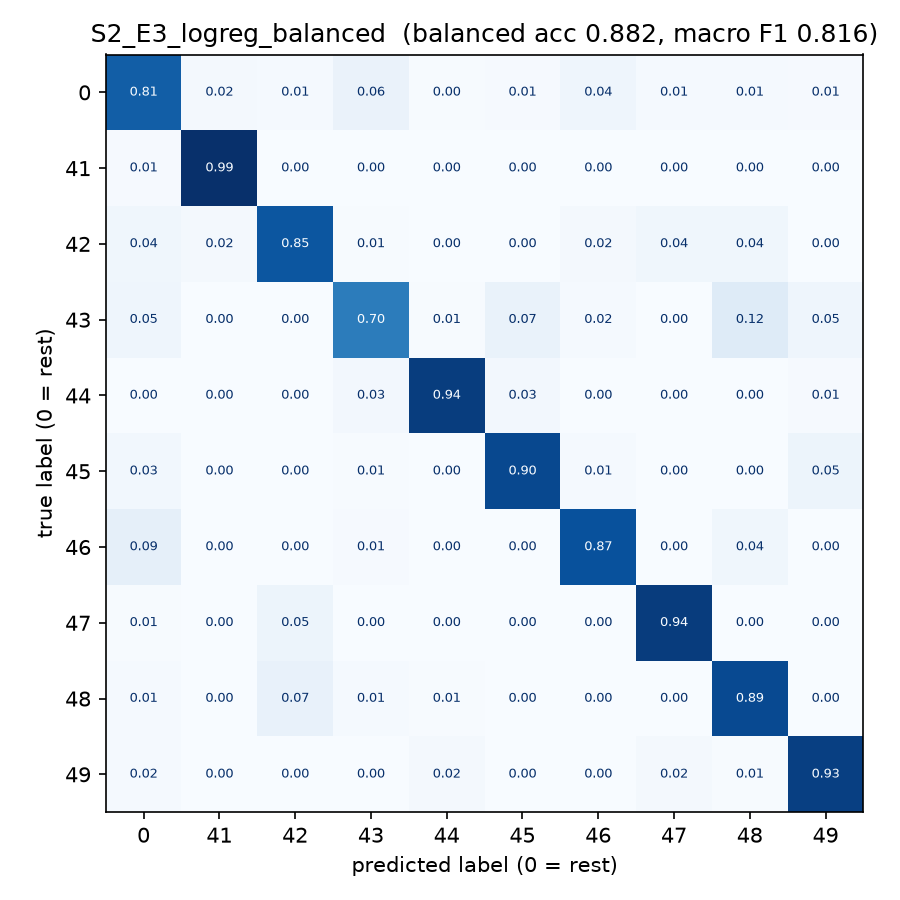 S2_E3_logreg_balanced (balanced acc 0.882, macro F1 0.816)
0 0.81 0.02 0.01 0.06 0.00 0.01 0.04 0.01 0.01 0.01
41 0.01 0.99 0.00 0.00 0.00 0.00 0.00 0.00 0.00 0.00
42 0.04 0.02 0.85 0.01 0.00 0.00 0.02 0.04 0.04 0.00
43 0.05 0.00 0.00 0.70 0.01 0.07 0.02 0.00 0.12 0.05
44 0.00 0.00 0.00 0.03 0.94 0.03 0.00 0.00 0.00 0.01
45 0.03 0.00 0.00 0.01 0.00 0.90 0.01 0.00 0.00 0.05
46 0.09 0.00 0.00 0.01 0.00 0.00 0.87 0.00 0.04 0.00
47 0.01 0.00 0.05 0.00 0.00 0.00 0.00 0.94 0.00 0.00
48 0.01 0.00 0.07 0.01 0.01 0.00 0.00 0.00 0.89 0.00
49 0.02 0.00 0.00 0.00 0.02 0.00 0.00 0.02 0.01 0.93
0 41 42 43 44 45 46 47 48 49
predicted label (0 = rest)
true label (0 = rest)